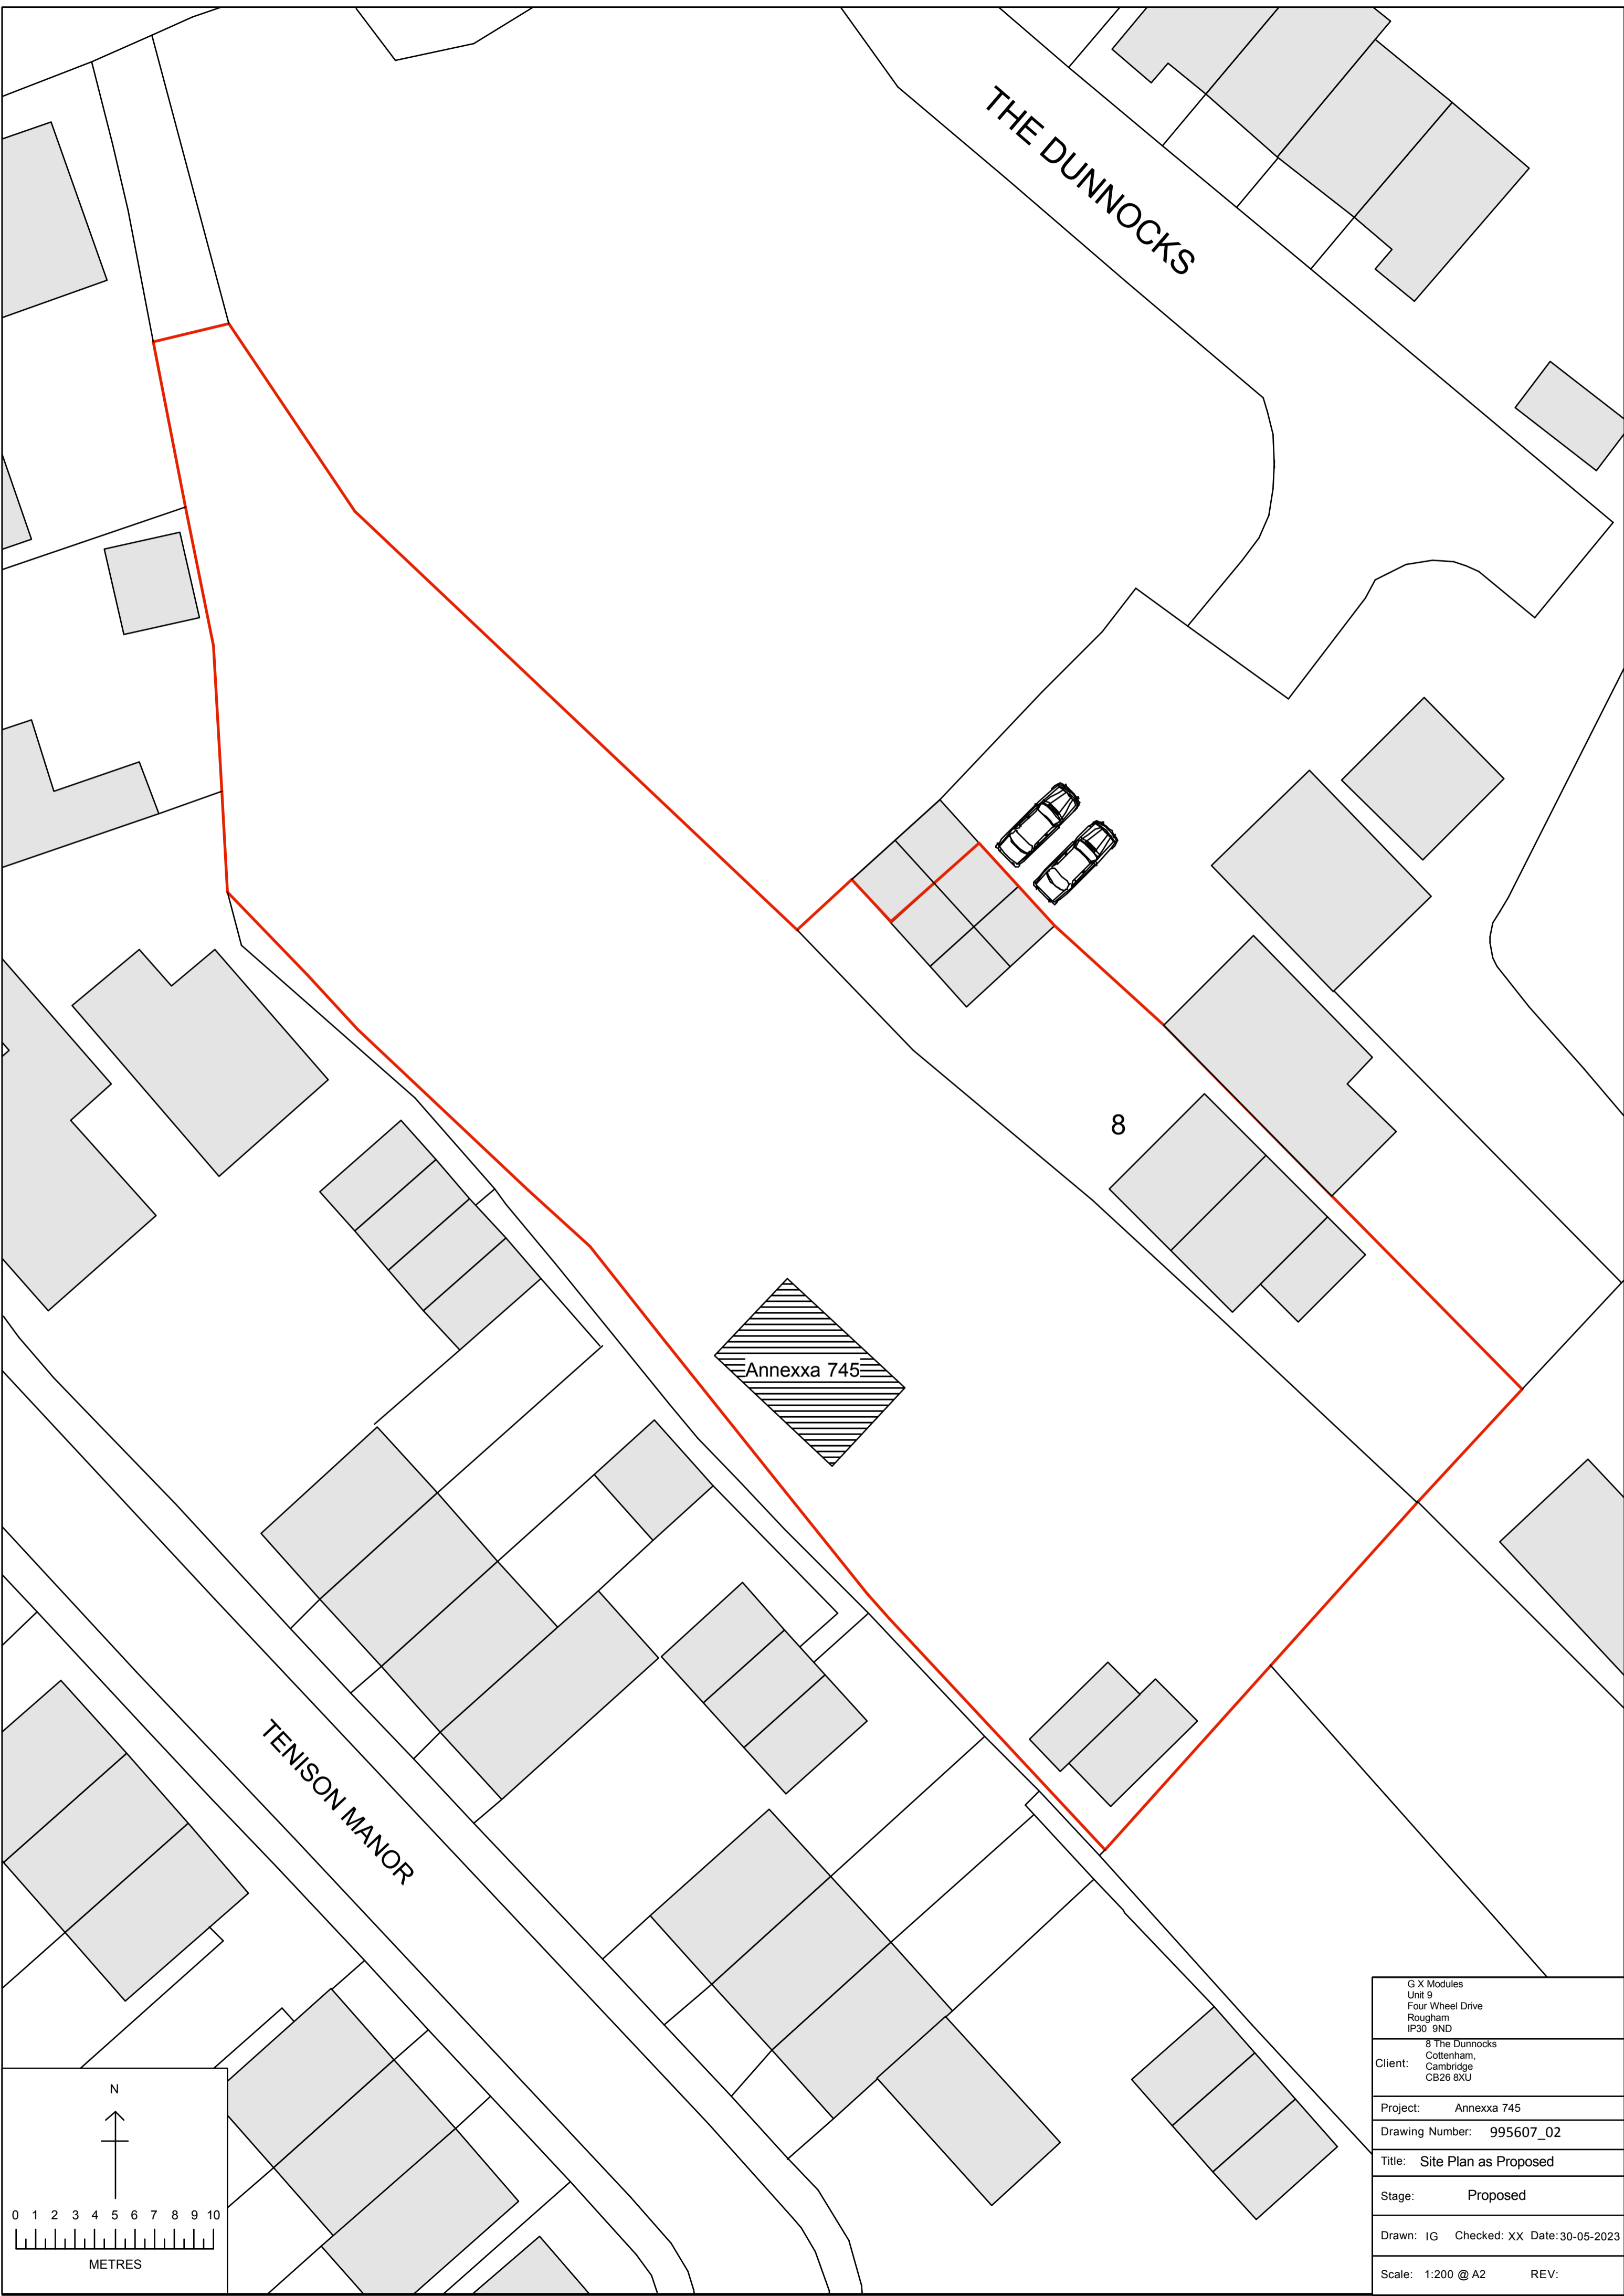 THE DUNNOCKS
8
Annexxa 745
TENISON MANOR
N
0 1 2 3 4 5 6 7 8 9 10
METRES
G X Modules
Unit 9
Four Wheel Drive
Rougham
IP30 9ND
Client:
8 The Dunnocks
Cottenham,
Cambridge
CB26 8XU
Project: Annexxa 745
Drawing Number: 995607_02
Title: Site Plan as Proposed
Stage: Proposed
Drawn: IG Checked: XX Date: 30-05-2023
Scale: 1:200 @ A2 REV: